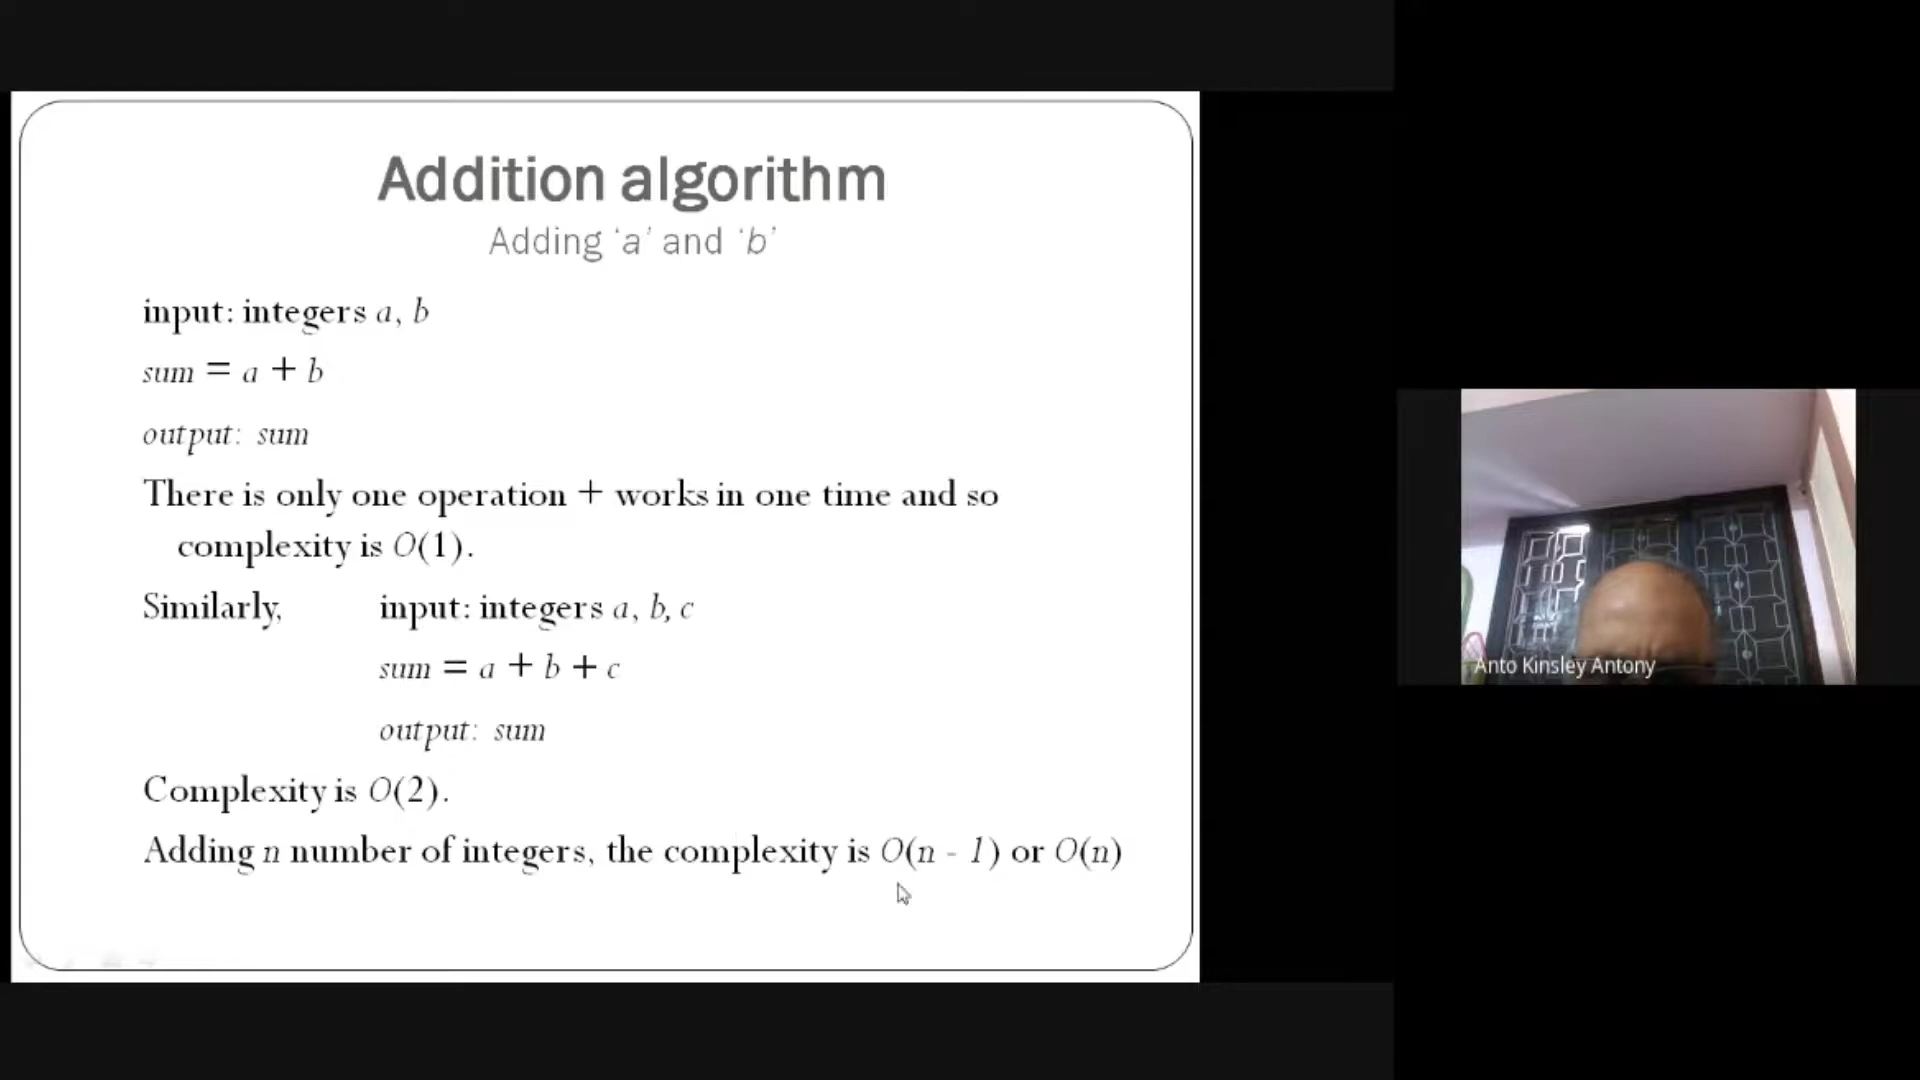 Addition algorithm
Adding ‘a’ and ‘b’
input: integers a, b
sum = a + b
output: sum
There is only one operation + works in one time and so
complexity is O(1).
Similarly, input: integers a, b, c
sum = a + b + c
output: sum
Complexity is O(2).
Adding n number of integers, the complexity is O(n - 1) or O(n)
Anto Kinsley Antony